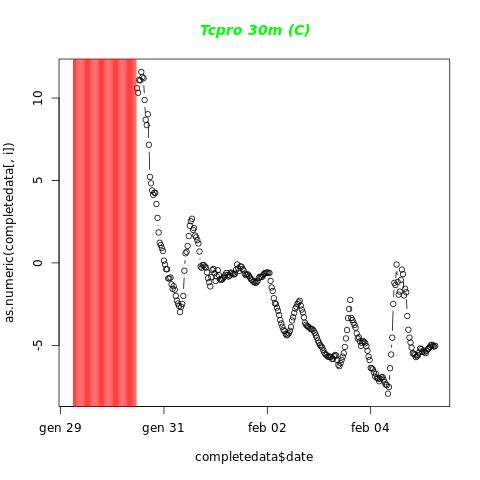 Tcpro 30m (C)
as.numeric(completedata[, i])
10
5
0
-5
gen 29
gen 31
feb 02
feb 04
completedata$date